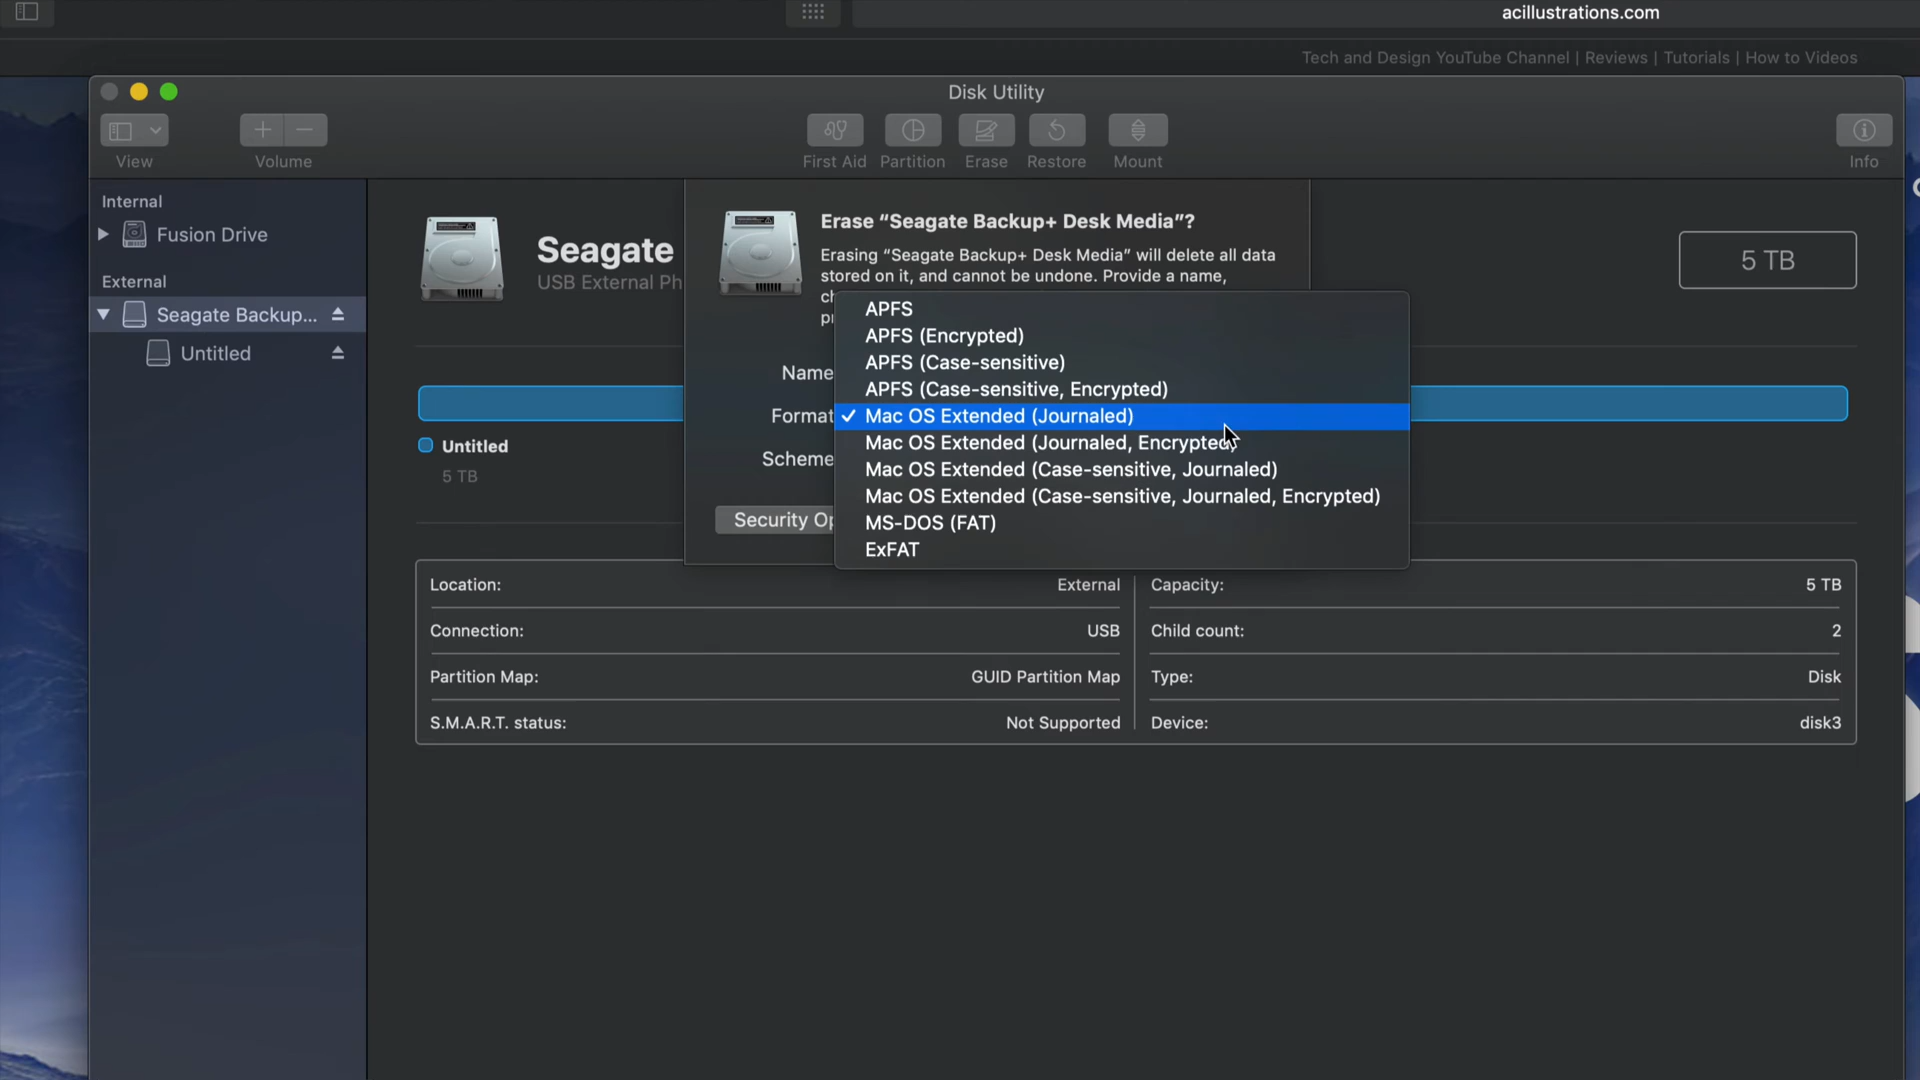 acillustrations.com
Tech and Design YouTube Channel | Reviews | Tutorials | How to Videos
Disk Utility
View
Volume
First Aid
Partition
Erase
Restore
Mount
Info
Internal
Fusion Drive
External
Seagate Backup...
Untitled
Seagate
USB External Ph
5 TB
Erase “Seagate Backup+ Desk Media”?
Erasing “Seagate Backup+ Desk Media” will delete all data
stored on it, and cannot be undone. Provide a name,
Name
Format
Scheme
APFS
APFS (Encrypted)
APFS (Case-sensitive)
APFS (Case-sensitive, Encrypted)
✓ Mac OS Extended (Journaled)
Mac OS Extended (Journaled, Encrypted)
Mac OS Extended (Case-sensitive, Journaled)
Mac OS Extended (Case-sensitive, Journaled, Encrypted)
MS-DOS (FAT)
ExFAT
Security Op
Untitled
5 TB
Location: External
Connection: USB
Partition Map: GUID Partition Map
S.M.A.R.T. status: Not Supported
Capacity: 5 TB
Child count: 2
Type: Disk
Device: disk3